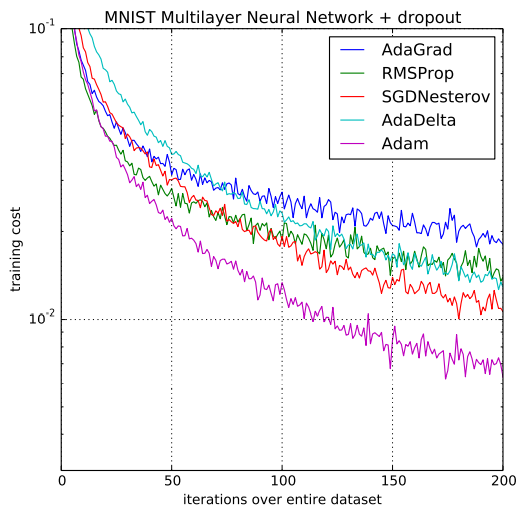 MNIST Multilayer Neural Network + dropout
10⁻¹
AdaGrad
RMSProp
SGDNesterov
AdaDelta
Adam
training cost
10⁻²
0 50 100 150 200
iterations over entire dataset